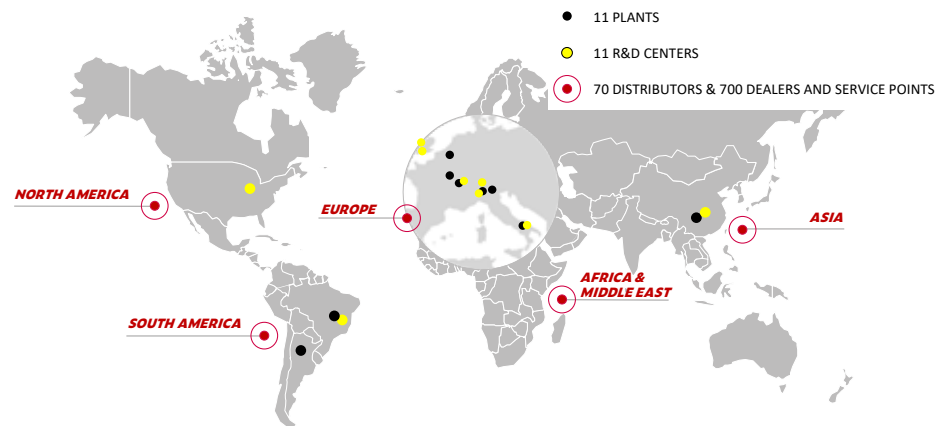 11 PLANTS
11 R&D CENTERS
70 DISTRIBUTORS & 700 DEALERS AND SERVICE POINTS
NORTH AMERICA
EUROPE
ASIA
AFRICA &
MIDDLE EAST
SOUTH AMERICA